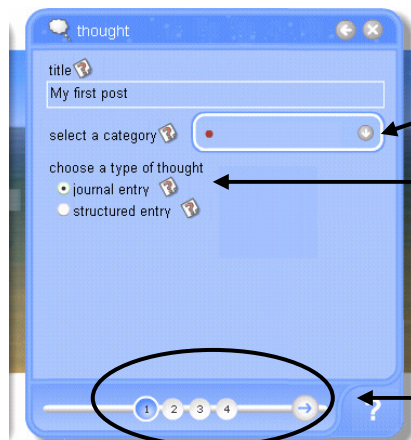 thought
title
My first post
select a category
choose a type of thought
journal entry
structured entry
1 2 3 4
?